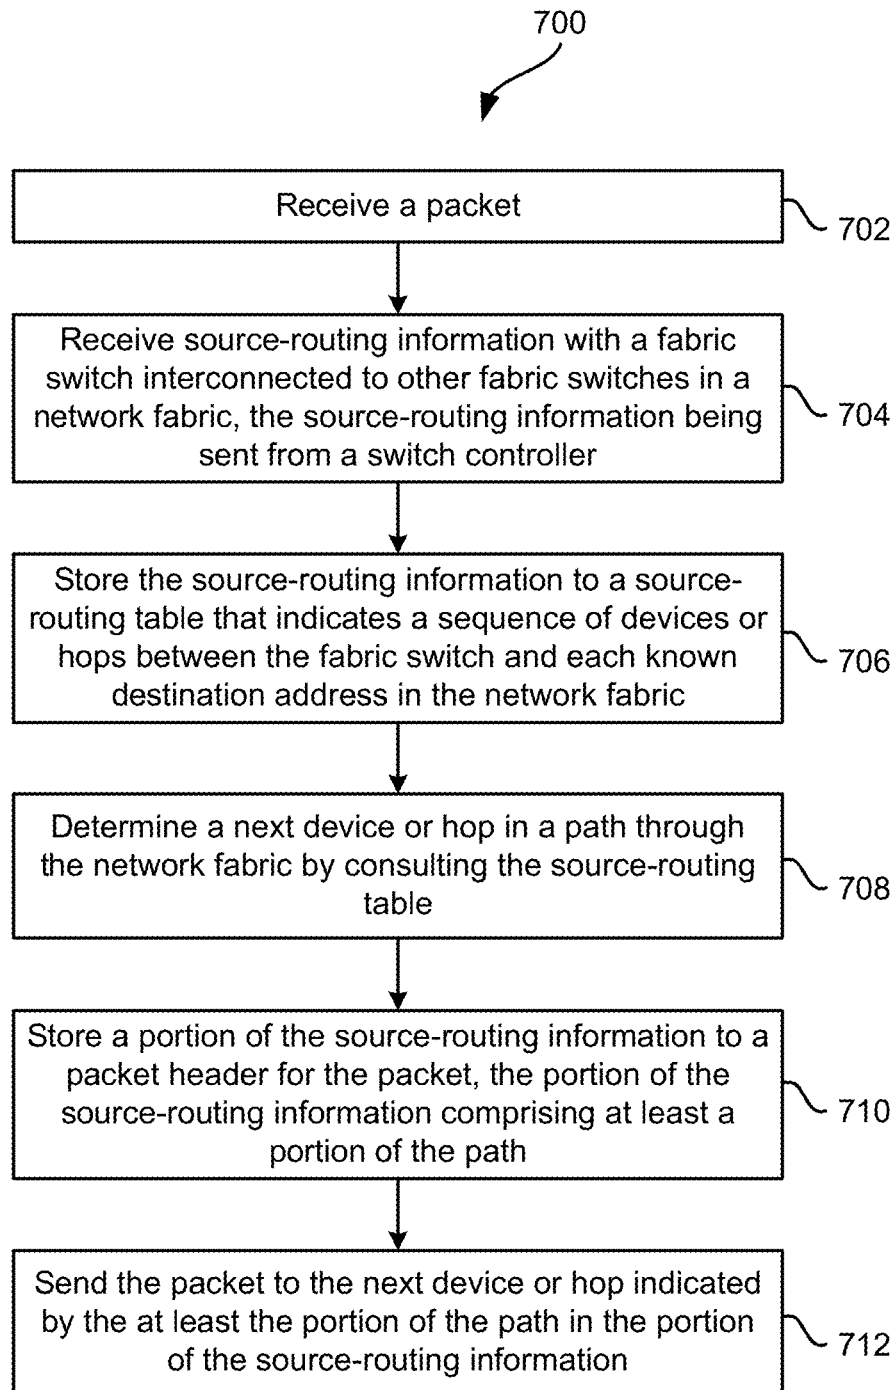 700
Receive a packet
702
Receive source-routing information with a fabric
switch interconnected to other fabric switches in a
network fabric, the source-routing information being
sent from a switch controller
704
Store the source-routing information to a source-
routing table that indicates a sequence of devices or
hops between the fabric switch and each known
destination address in the network fabric
706
Determine a next device or hop in a path through
the network fabric by consulting the source-routing
table
708
Store a portion of the source-routing information to a
packet header for the packet, the portion of the
source-routing information comprising at least a
portion of the path
710
Send the packet to the next device or hop indicated
by the at least the portion of the path in the portion
of the source-routing information
712